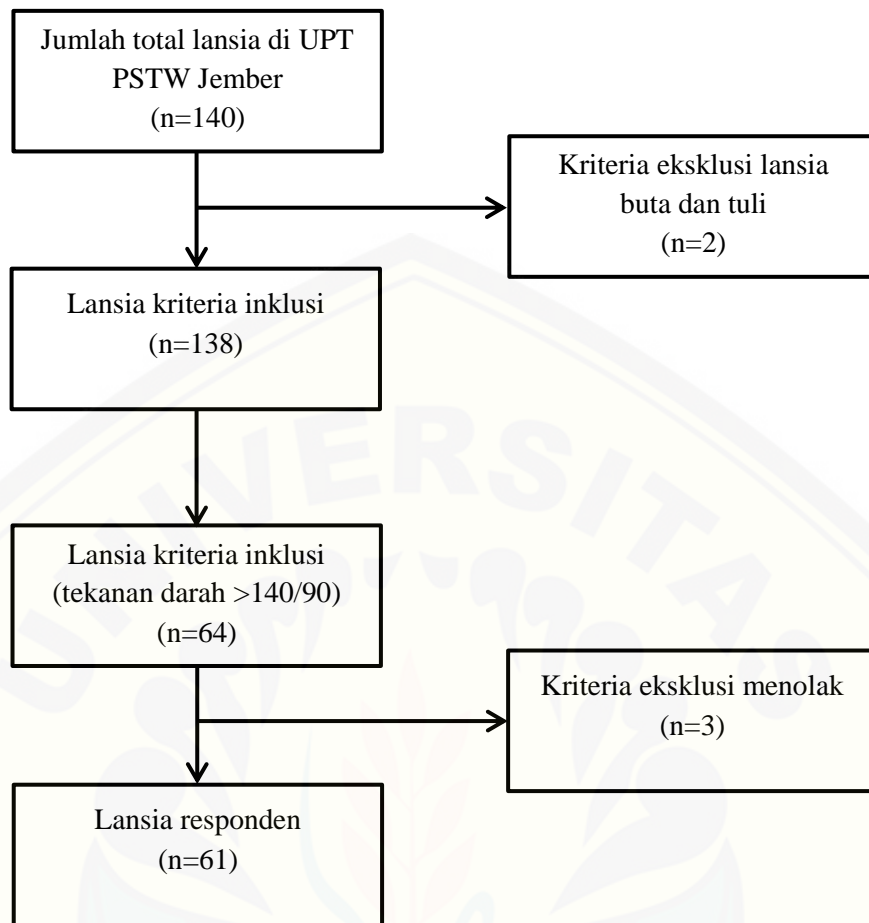 Jumlah total lansia di UPT
PSTW Jember
(n=140)
Kriteria eksklusi lansia
buta dan tuli
(n=2)
Lansia kriteria inklusi
(n=138)
Lansia kriteria inklusi
(tekanan darah >140/90)
(n=64)
Kriteria eksklusi menolak
(n=3)
Lansia responden
(n=61)
UNIVERSITAS